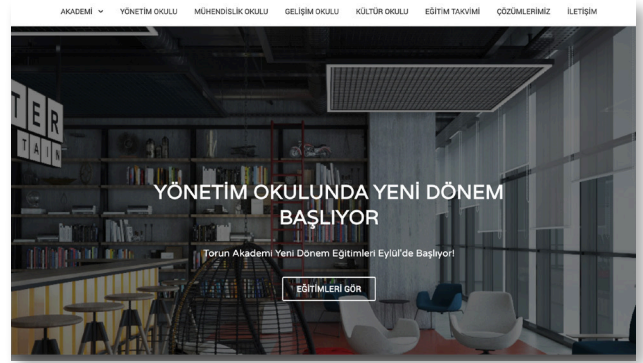 AKADEMİ
YÖNETİM OKULU
MÜHENDİSLİK OKULU
GELİŞİM OKULU
KÜLTÜR OKULU
EĞİTİM TAKVİMİ
ÇÖZÜMLERİMİZ
İLETİŞİM
TER
TAIN
YÖNETİM OKULUNDA YENİ DÖNEM
BAŞLIYOR
Torun Akademi Yeni Dönem Eğitimleri Eylül'de Başlıyor!
EĞİTİMLERİ GÖR